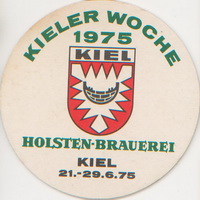 KIELER WOCHE
1975
KIEL
HOLSTEN-BRAUEREI
KIEL
21.-29.6.75